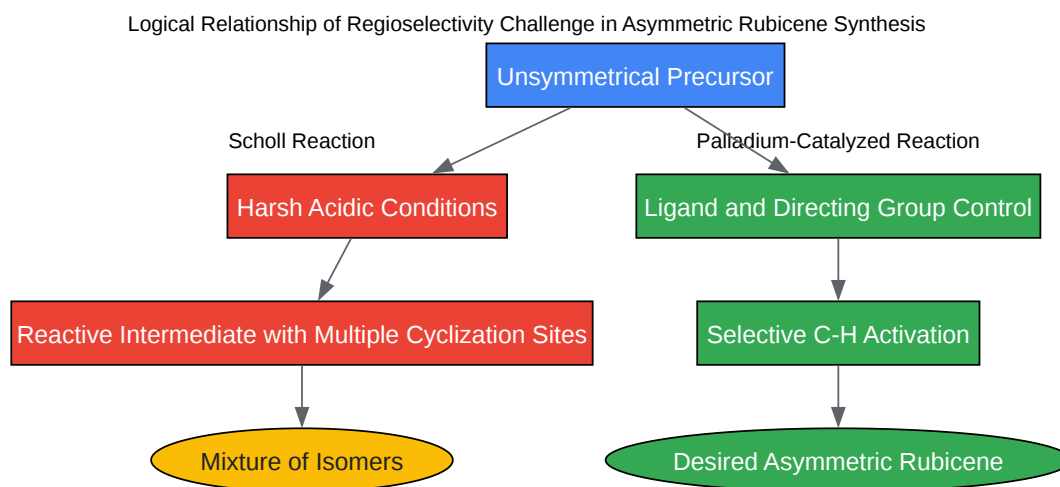 Logical Relationship of Regioselectivity Challenge in Asymmetric Rubicene Synthesis
Unsymmetrical Precursor
Scholl Reaction
Palladium-Catalyzed Reaction
Harsh Acidic Conditions
Ligand and Directing Group Control
Reactive Intermediate with Multiple Cyclization Sites
Selective C-H Activation
Mixture of Isomers
Desired Asymmetric Rubicene